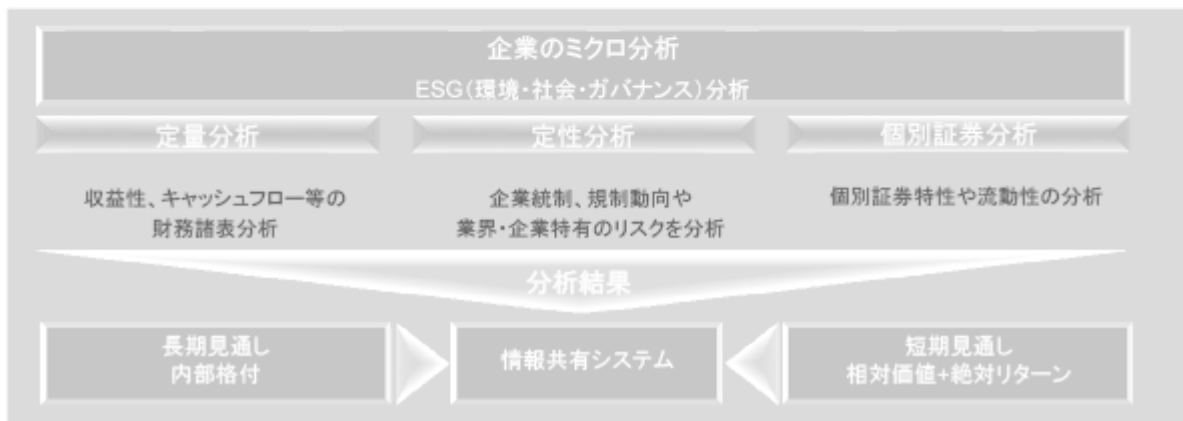 企業のミクロ分析
ESG(環境・社会・ガバナンス)分析
定量分析
定性分析
個別証券分析
収益性、キャッシュフロー等の
財務諸表分析
企業統制、規制動向や
業界・企業特有のリスクを分析
個別証券特性や流動性の分析
分析結果
長期見通し
内部格付
情報共有システム
短期見通し
相対価値+絶対リターン